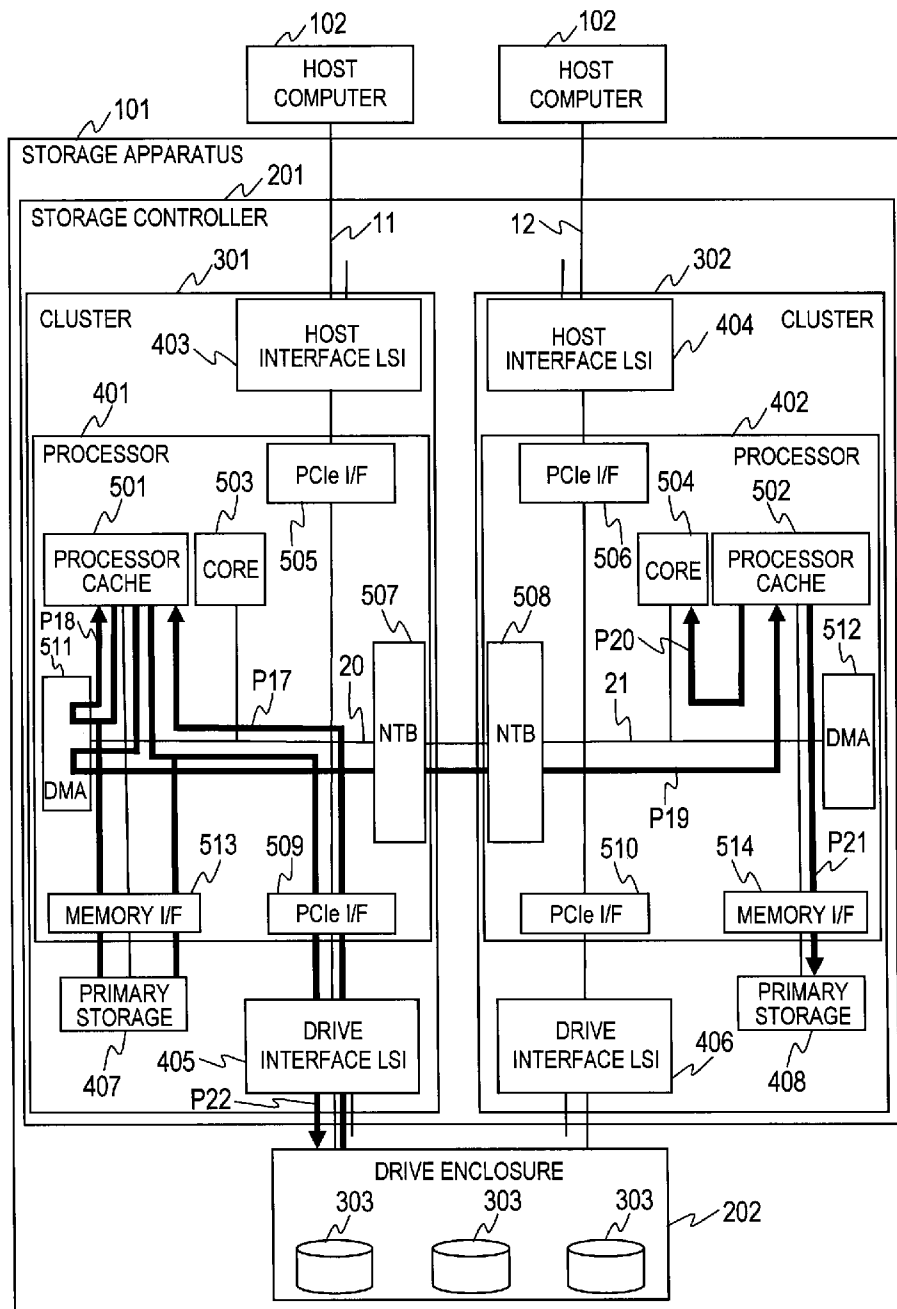 102
102
HOST
COMPUTER
HOST
COMPUTER
101
STORAGE APPARATUS
201
STORAGE CONTROLLER
11
12
301
302
CLUSTER
HOST
INTERFACE LSI
403
HOST
INTERFACE LSI
404
CLUSTER
401
402
PROCESSOR
PCIe I/F
505
PCIe I/F
506
PROCESSOR
501
503
504
502
PROCESSOR
CACHE
CORE
CORE
PROCESSOR
CACHE
507
508
P18
511
P17
20
P20
512
NTB
NTB
21
DMA
DMA
P19
P21
513
509
510
514
MEMORY I/F
PCIe I/F
PCIe I/F
MEMORY I/F
PRIMARY
STORAGE
407
DRIVE
INTERFACE LSI
405
DRIVE
INTERFACE LSI
406
PRIMARY
STORAGE
408
P22
DRIVE ENCLOSURE
303
303
303
202